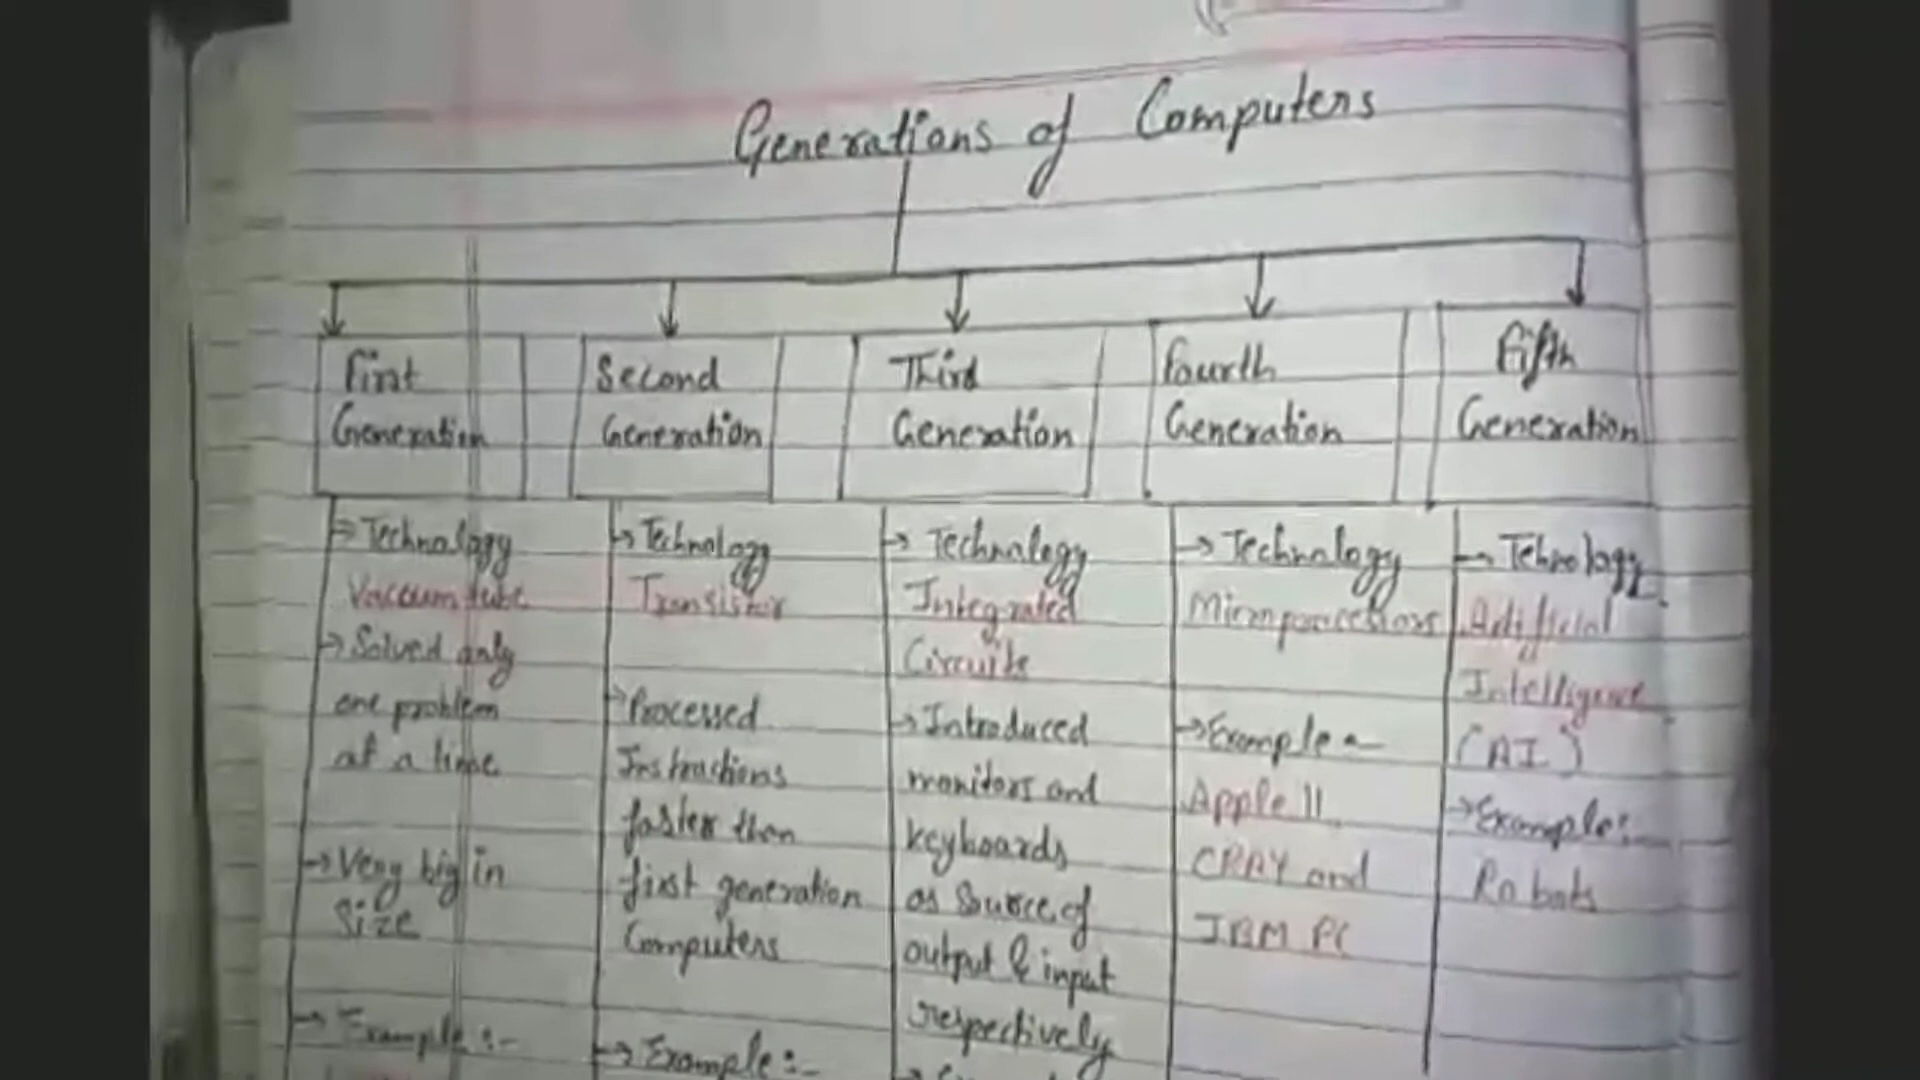 Generations of Computers
First
Generation
Second
Generation
Third
Generation
Fourth
Generation
Fifth
Generation
→ Technology
Vaccum tube
→ Solved only
one problem
at a time
→ Very big in
Size
→ Example :-
→ Technology
Transistor
→ Processed
Instructions
faster than
first generation
Computers
→ Example :-
→ Technology
Integrated
Circuits
→ Introduced
monitors and
keyboards
as Source of
output & input
respectively
→ Technology
Microprocessors
→ Example :-
Apple II
CRAY and
IBM PC
→ Tehnology
Artificial
Intelligence
(AI)
→ Example :-
Robots